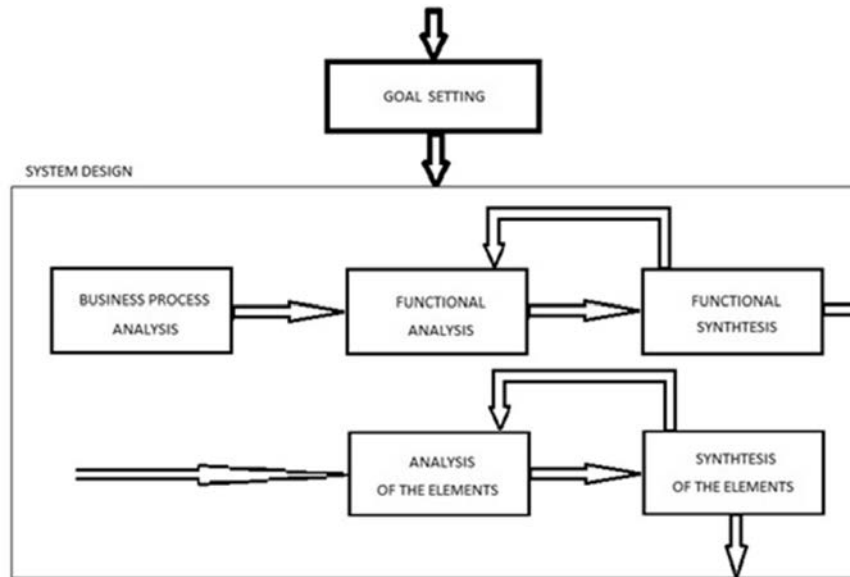 GOAL SETTING
SYSTEM DESIGN
BUSINESS PROCESS
ANALYSIS
FUNCTIONAL
ANALYSIS
FUNCTIONAL
SYNTHTESIS
ANALYSIS
OF THE ELEMENTS
SYNTHTESIS
OF THE ELEMENTS